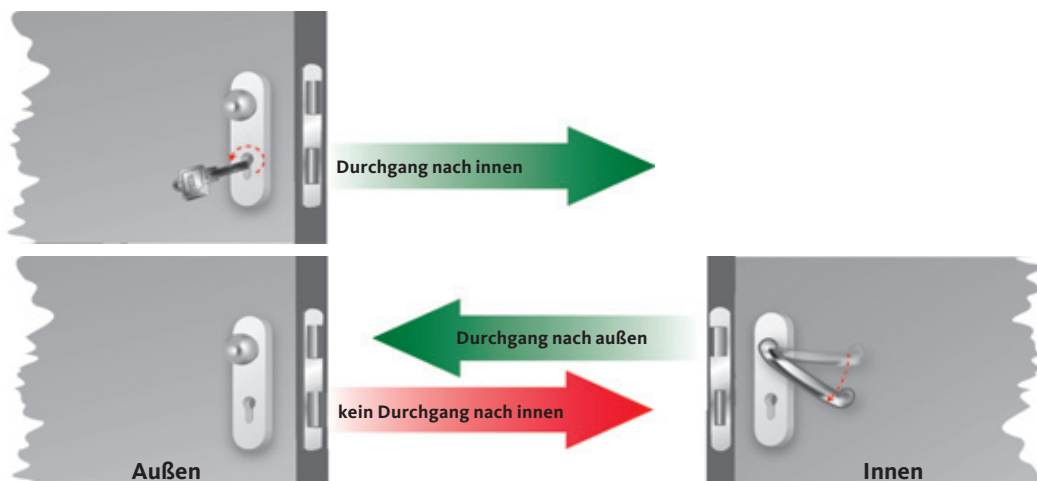 Durchgang nach innen
Durchgang nach außen
kein Durchgang nach innen
Außen
Innen